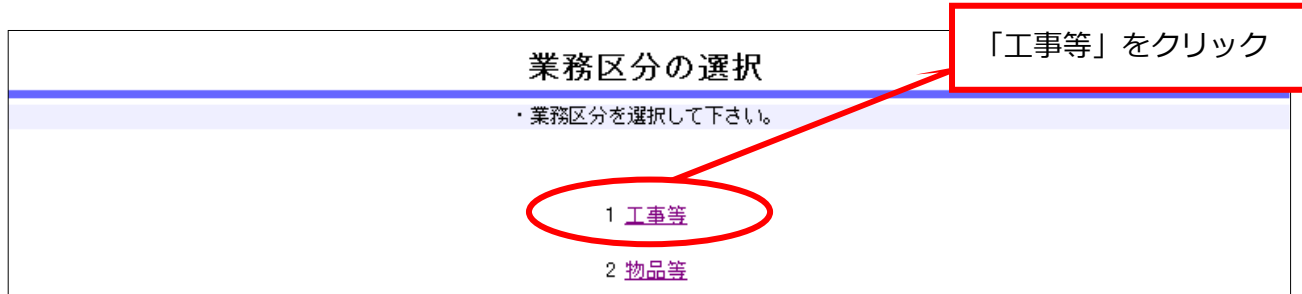 「工事等」をクリック
業務区分の選択
・業務区分を選択して下さい。
1 工事等
2 物品等